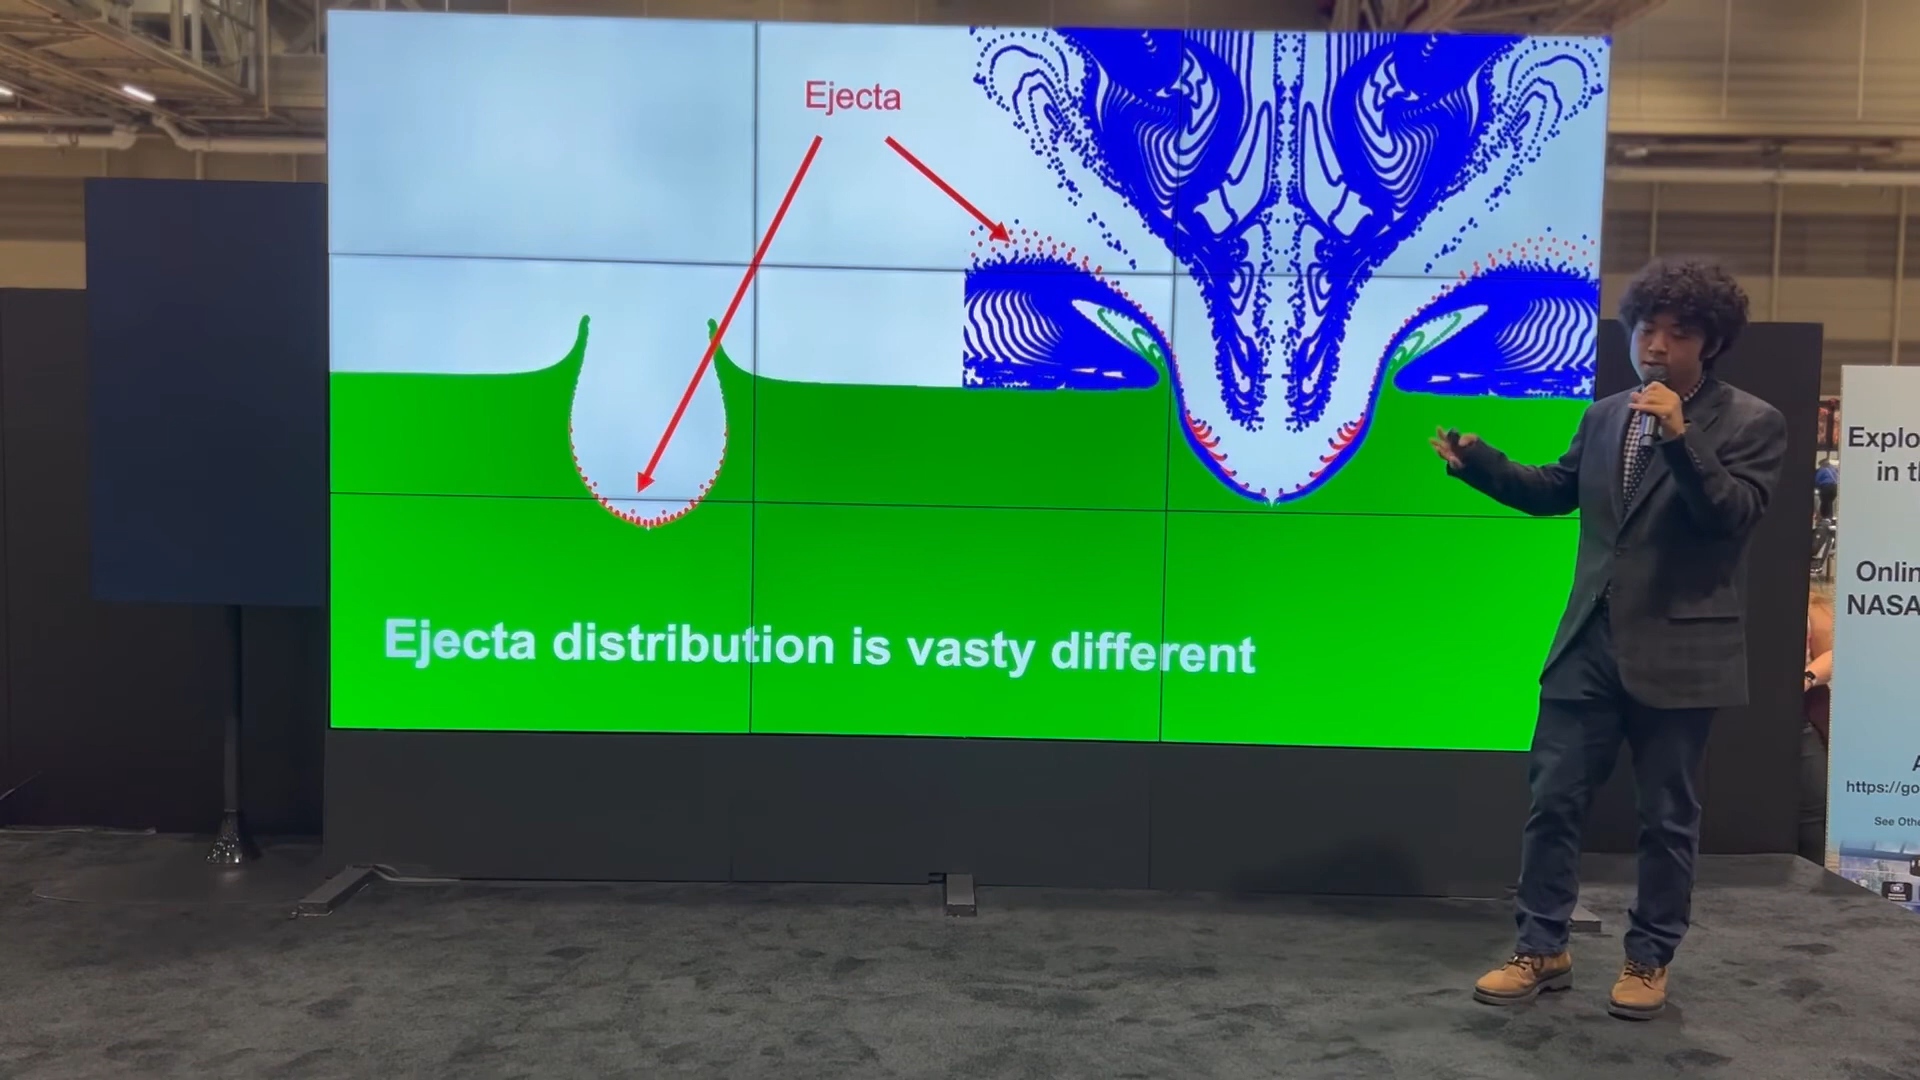 Ejecta
Ejecta distribution is vasty different
Explo
in t
Onlin
NASA
https://go
See Othe